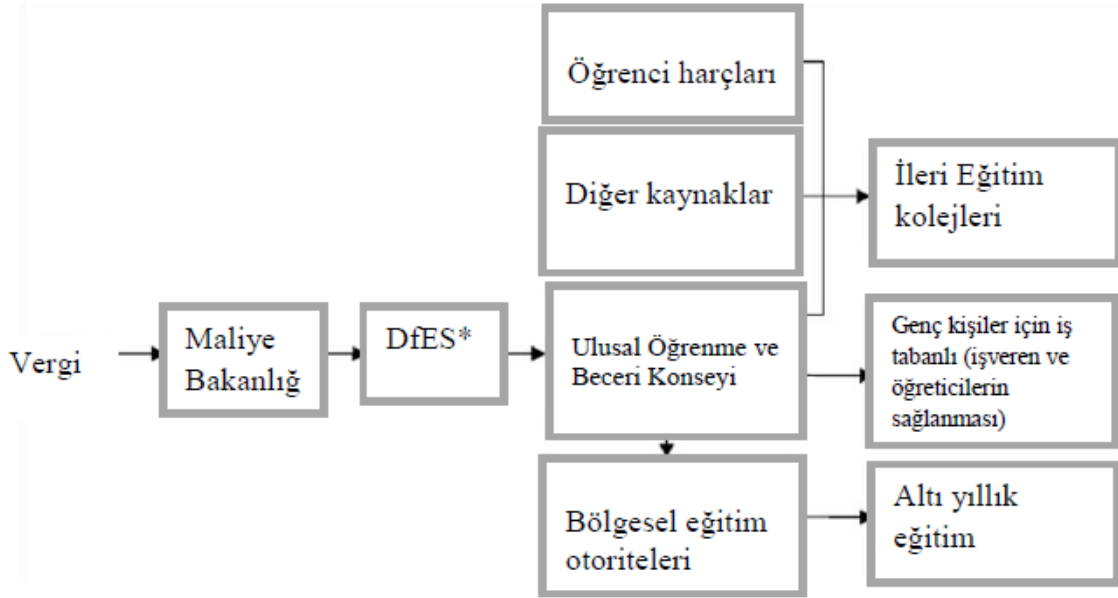 Öğrenci harçları
Diğer kaynaklar
İleri Eğitim
kolejleri
Vergi
Maliye
Bakanlığ
DfES*
Ulusal Öğrenme ve
Beceri Konseyi
Genç kişiler için iş
tabanlı (işveren ve
öğreticilerin
sağlanması)
Bölgesel eğitim
otoriteleri
Altı yıllık
eğitim